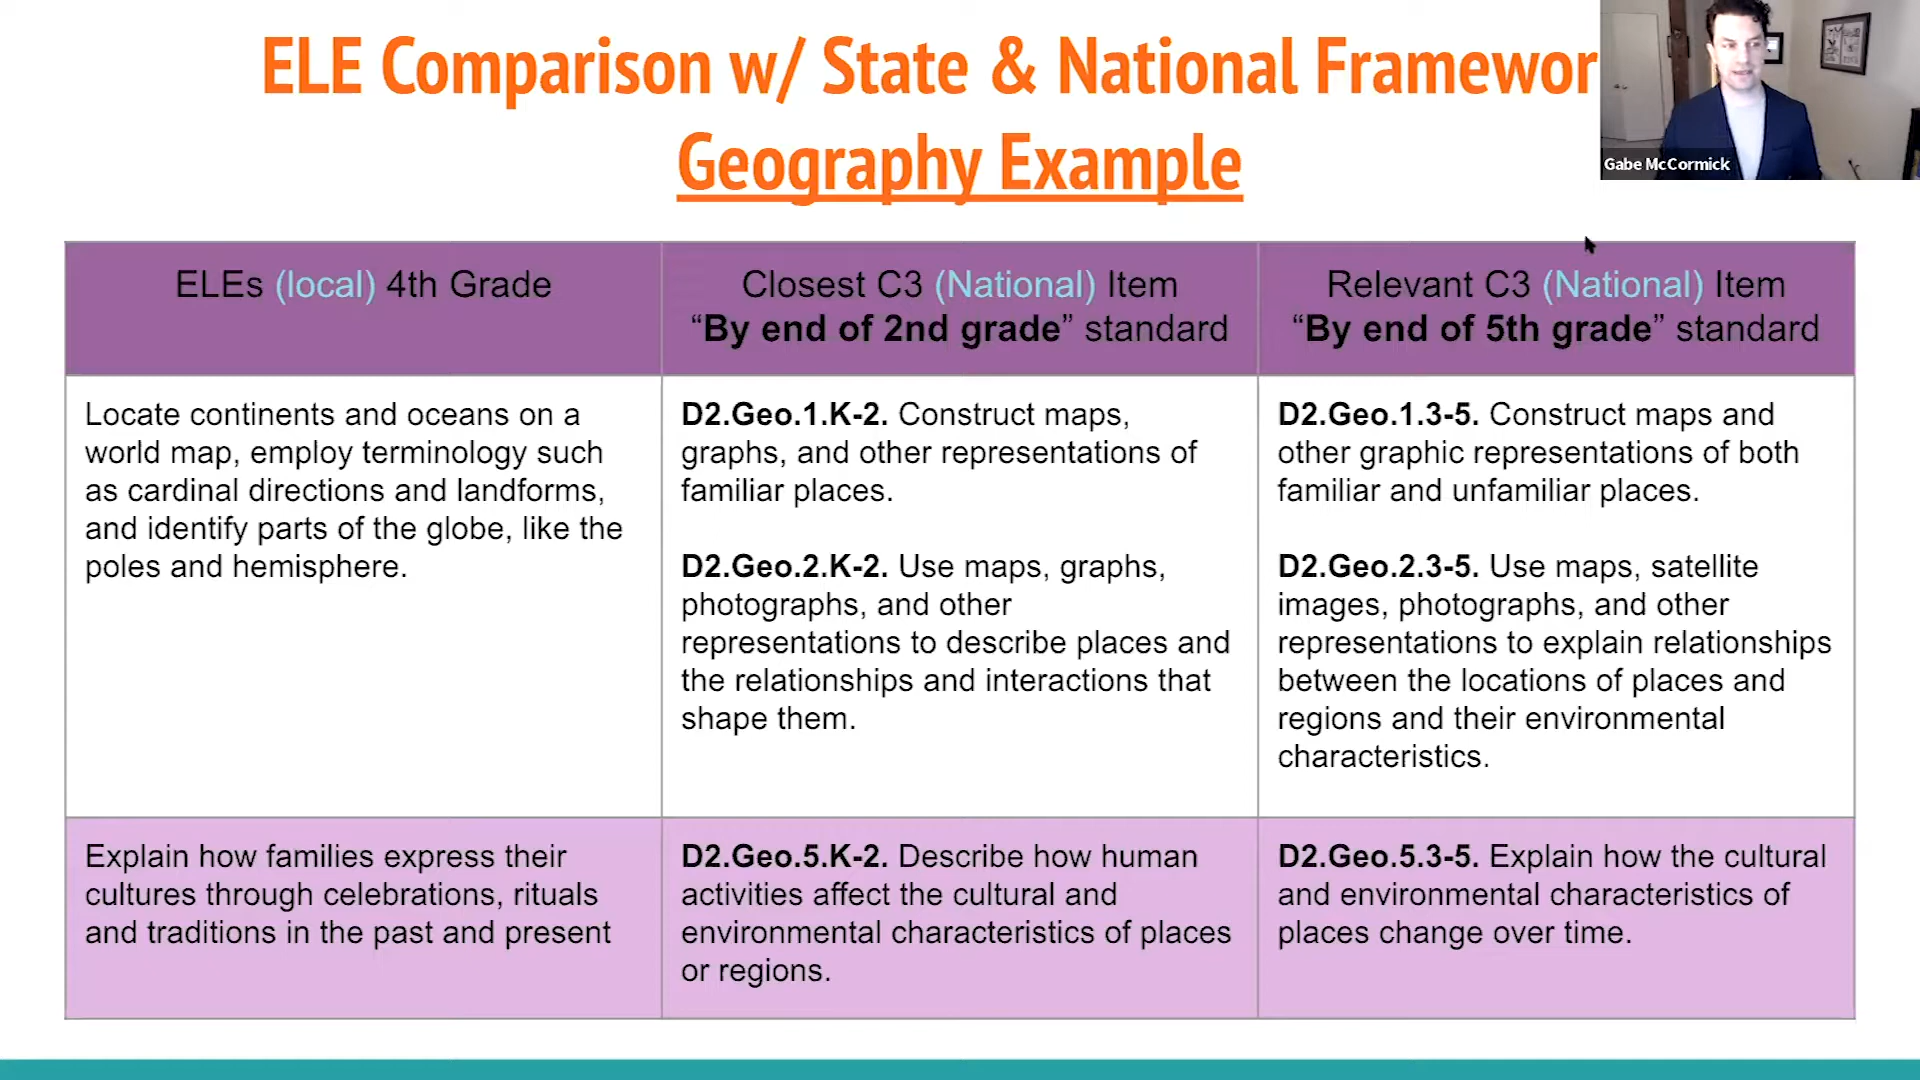 ELE Comparison w/ State & National Framewor
Geography Example
Gabe McCormick
ELEs (local) 4th Grade
Closest C3 (National) Item
“By end of 2nd grade” standard
Relevant C3 (National) Item
“By end of 5th grade” standard
Locate continents and oceans on a
world map, employ terminology such
as cardinal directions and landforms,
and identify parts of the globe, like the
poles and hemisphere.
D2.Geo.1.K-2. Construct maps,
graphs, and other representations of
familiar places.
D2.Geo.2.K-2. Use maps, graphs,
photographs, and other
representations to describe places and
the relationships and interactions that
shape them.
D2.Geo.1.3-5. Construct maps and
other graphic representations of both
familiar and unfamiliar places.
D2.Geo.2.3-5. Use maps, satellite
images, photographs, and other
representations to explain relationships
between the locations of places and
regions and their environmental
characteristics.
Explain how families express their
cultures through celebrations, rituals
and traditions in the past and present
D2.Geo.5.K-2. Describe how human
activities affect the cultural and
environmental characteristics of places
or regions.
D2.Geo.5.3-5. Explain how the cultural
and environmental characteristics of
places change over time.